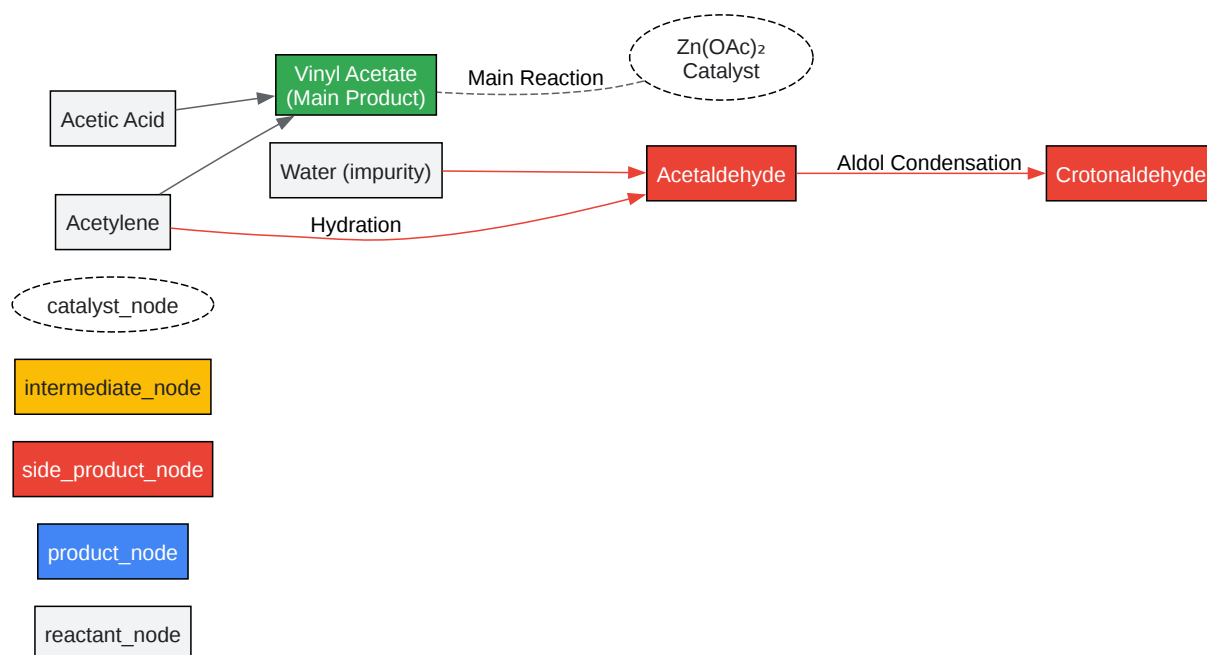 Zn(OAc)₂
Catalyst
Vinyl Acetate
(Main Product)
Main Reaction
Acetic Acid
Water (impurity)
Acetaldehyde
Aldol Condensation
Crotonaldehyde
Acetylene
Hydration
catalyst_node
intermediate_node
side_product_node
product_node
reactant_node